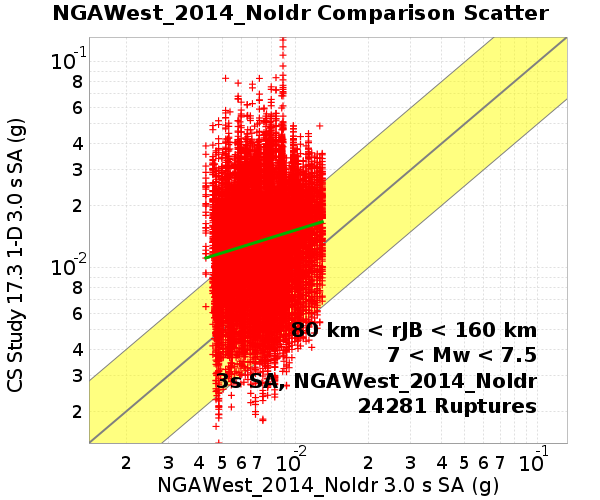 NGAWest_2014_NoIdr Comparison Scatter
CS Study 17.3 1-D 3.0 s SA (g)
10-1
8
6
4
3
2
10-2
8
6
4
3
2
80 km < rJB < 160 km
7 < Mw < 7.5
3s SA, NGAWest_2014_NoIdr
24281 Ruptures
2 3 4 5 6 7 10-2 2 3 4 5 6 7 10-1
NGAWest_2014_NoIdr 3.0 s SA (g)